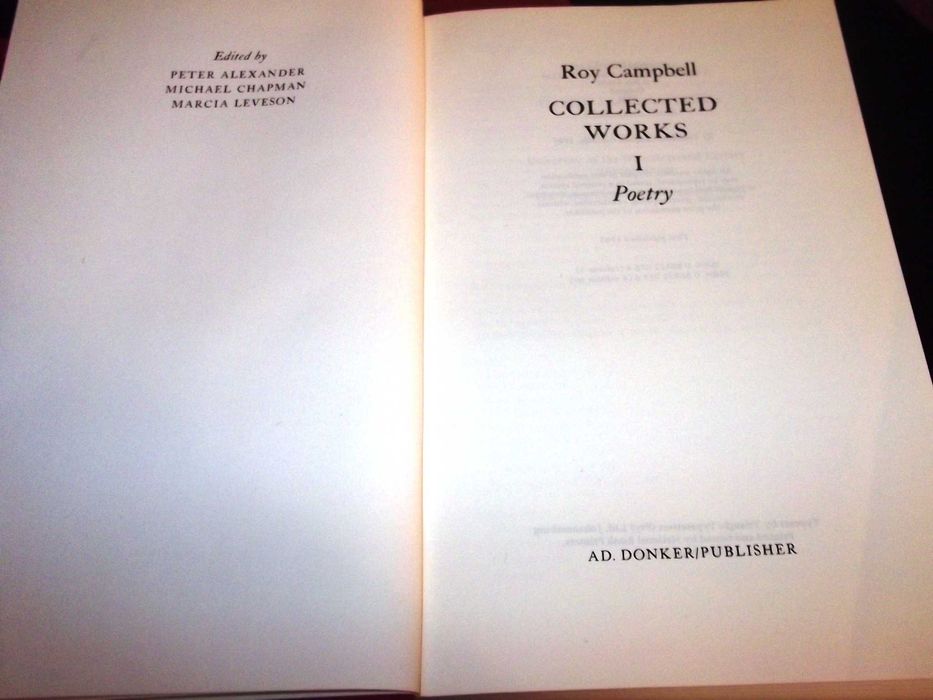 Edited by
PETER ALEXANDER
MICHAEL CHAPMAN
MARCIA LEVESON
Roy Campbell
COLLECTED
WORKS
I
Poetry
AD. DONKER/PUBLISHER